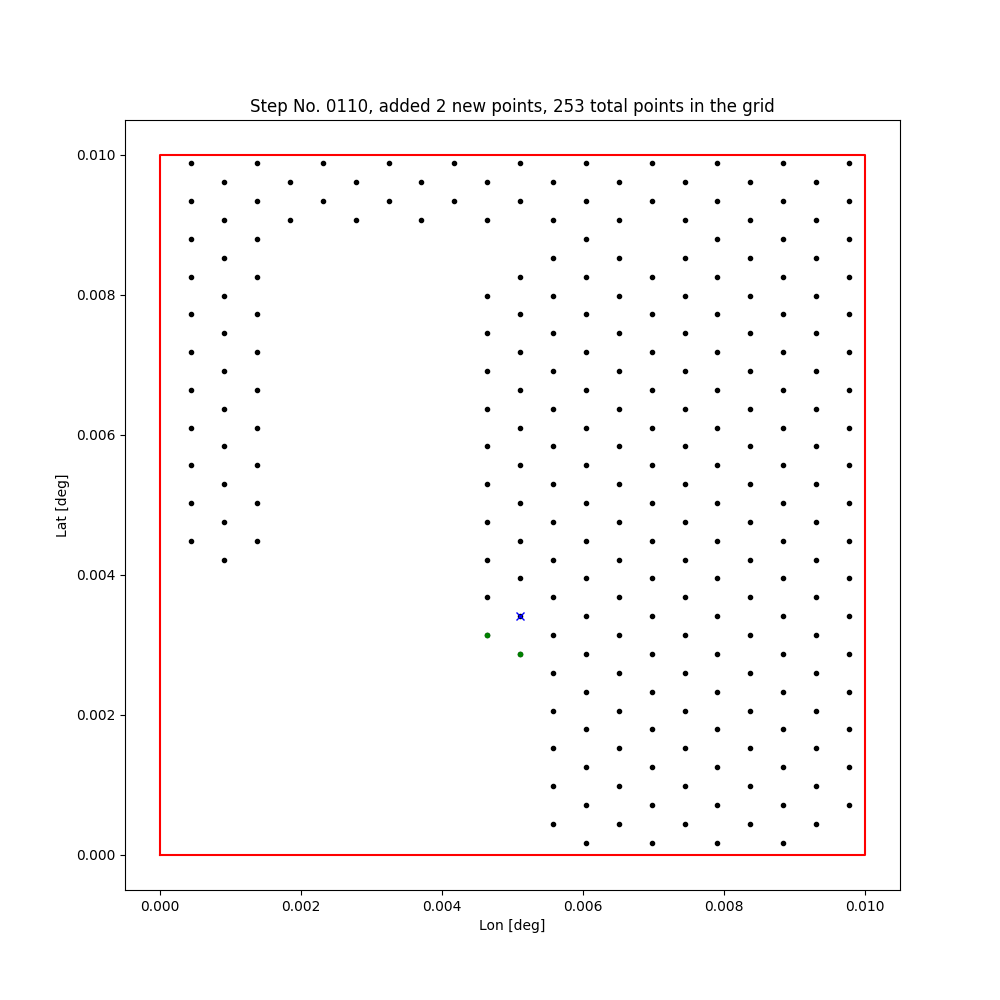 Step No. 0110, added 2 new points, 253 total points in the grid
0.010
0.008
0.006
0.004
0.002
0.000
Lat [deg]
0.000 0.002 0.004 0.006 0.008 0.010
Lon [deg]